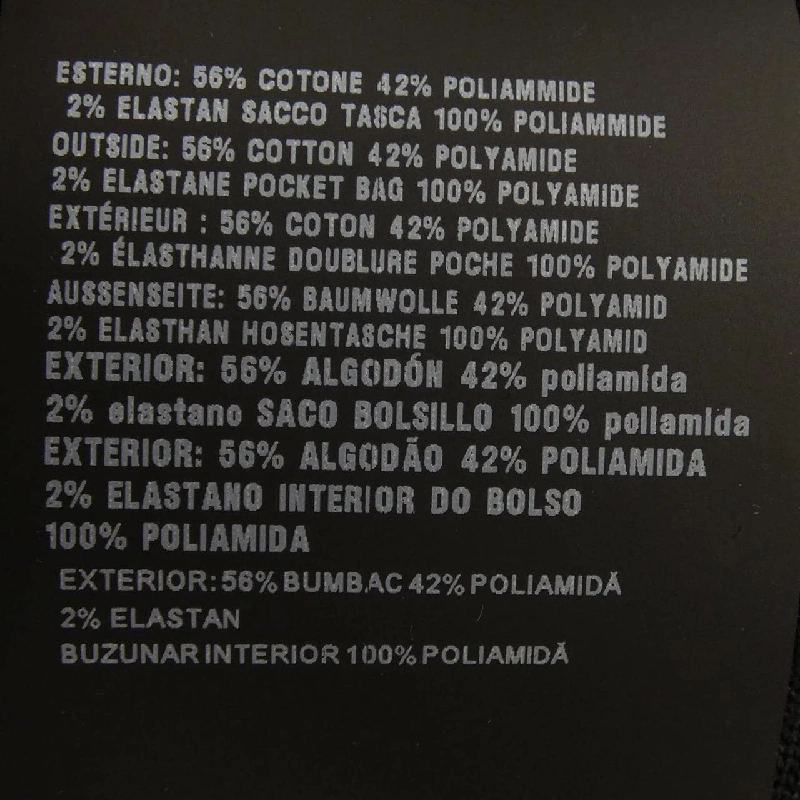 ESTERNO: 56% COTONE 42% POLIAMMIDE
2% ELASTAN SACCO TASCA 100% POLIAMMIDE
OUTSIDE: 56% COTTON 42% POLYAMIDE
2% ELASTANE POCKET BAG 100% POLYAMIDE
EXTÉRIEUR : 56% COTON 42% POLYAMIDE
2% ÉLASTHANNE DOUBLURE POCHE 100% POLYAMIDE
AUSSENSEITE: 56% BAUMWOLLE 42% POLYAMID
2% ELASTHAN HOSENTASCHE 100% POLYAMID
EXTERIOR: 56% ALGODÓN 42% poliamida
2% elastano SACO BOLSILLO 100% poliamida
EXTERIOR: 56% ALGODÃO 42% POLIAMIDA
2% ELASTANO INTERIOR DO BOLSO
100% POLIAMIDA
EXTERIOR: 56% BUMBAC 42% POLIAMIDĂ
2% ELASTAN
BUZUNAR INTERIOR 100% POLIAMIDĂ